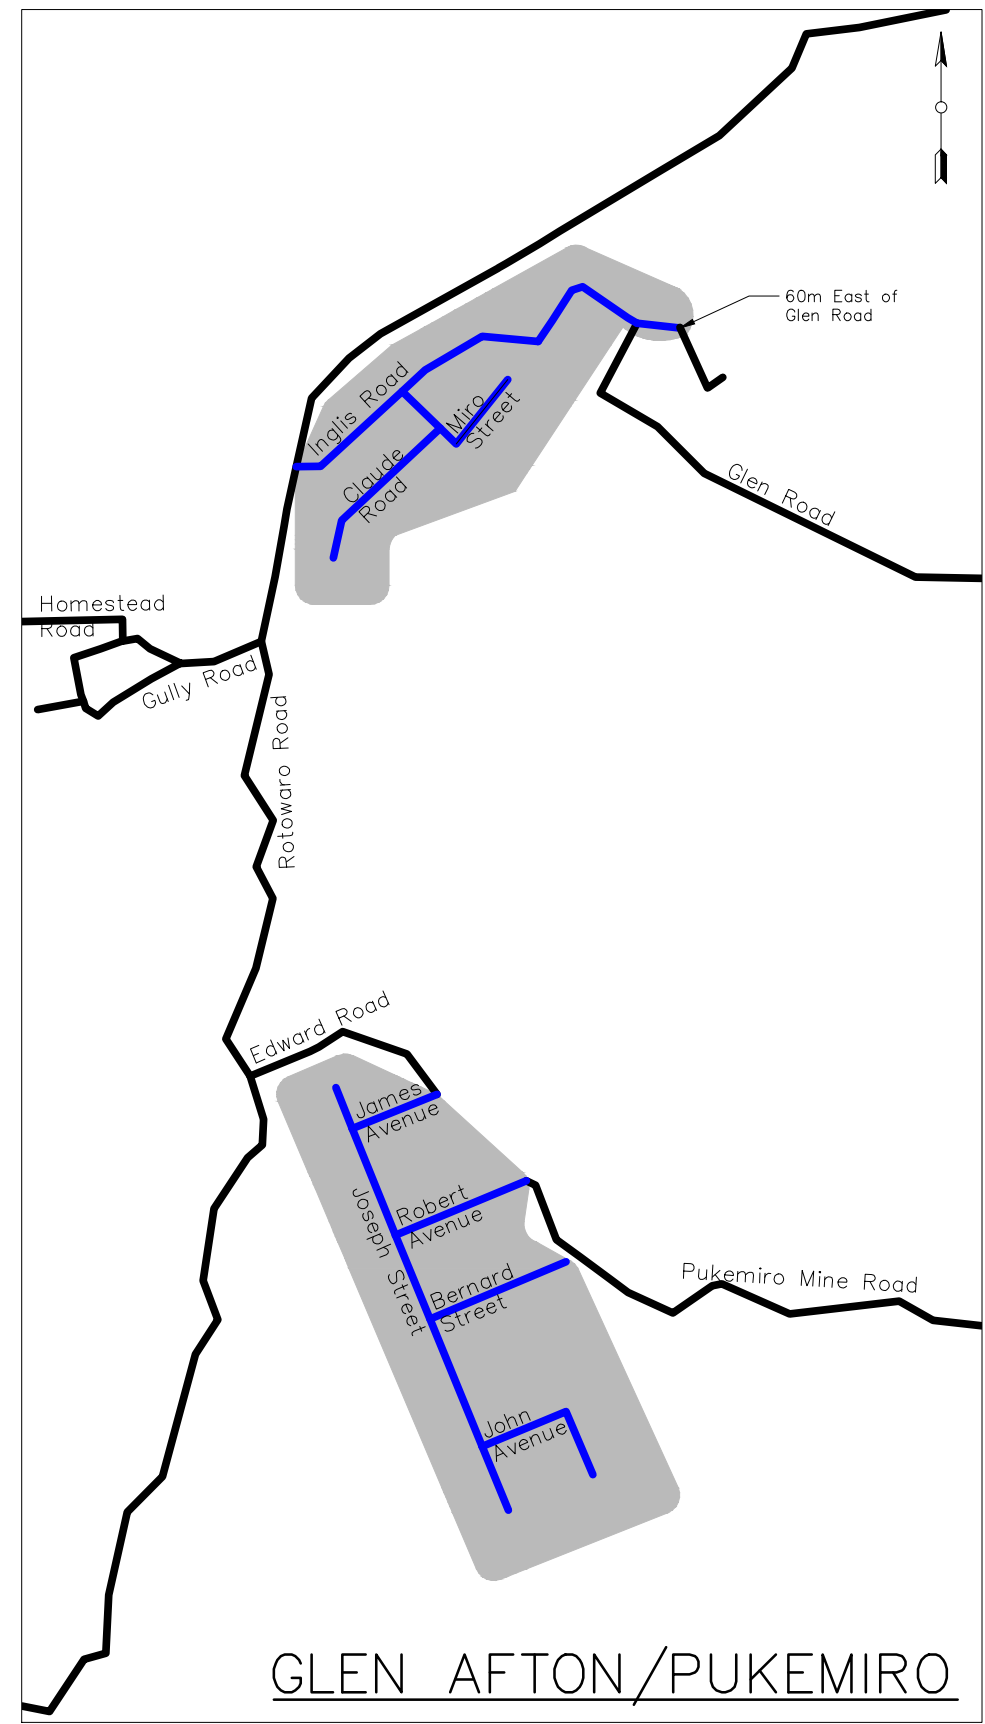 60m East of
Glen Road
Inglis Road
Miro
Street
Claude
Road
Glen Road
Homestead
Road
Gully Road
Rotowaro Road
Edward Road
James
Avenue
Joseph Street
Robert
Avenue
Bernard
Street
Pukemiro Mine Road
John
Avenue
GLEN AFTON/PUKEMIRO